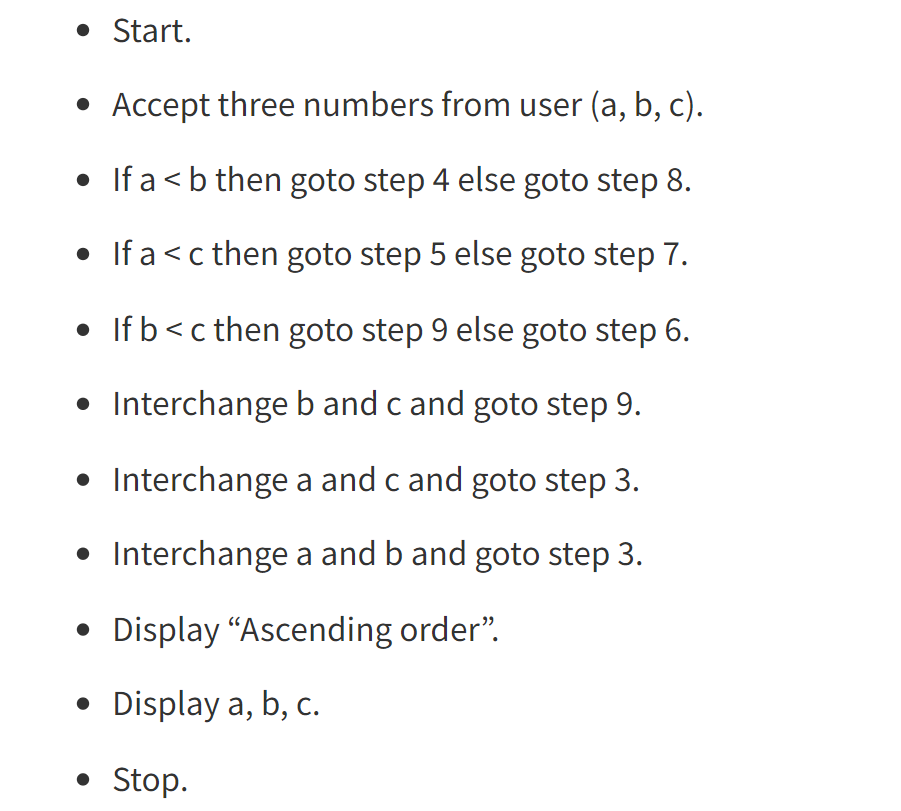 • Start.
• Accept three numbers from user (a, b, c).
• If a < b then goto step 4 else goto step 8.
• If a < c then goto step 5 else goto step 7.
• If b < c then goto step 9 else goto step 6.
• Interchange b and c and goto step 9.
• Interchange a and c and goto step 3.
• Interchange a and b and goto step 3.
• Display “Ascending order”.
• Display a, b, c.
• Stop.